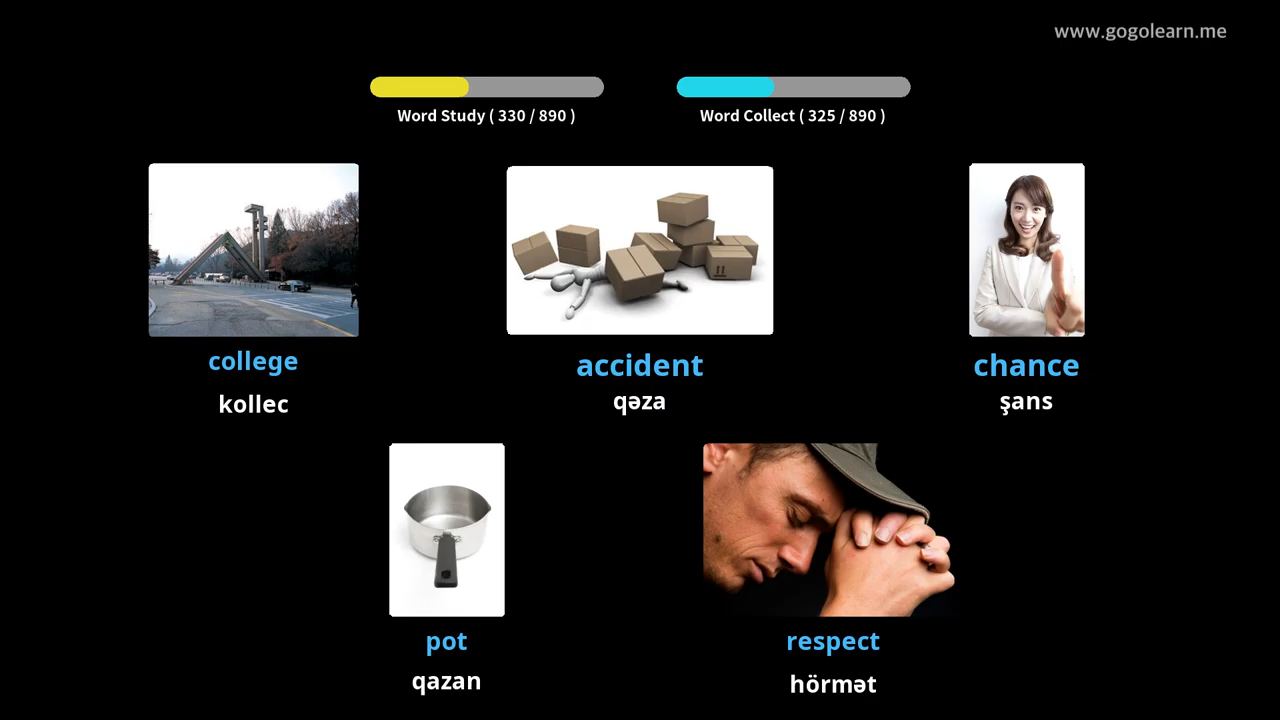 www.gogolearn.me
Word Study ( 330 / 890 )
Word Collect ( 325 / 890 )
college
kollec
accident
qəza
chance
şans
pot
qazan
respect
hörmət